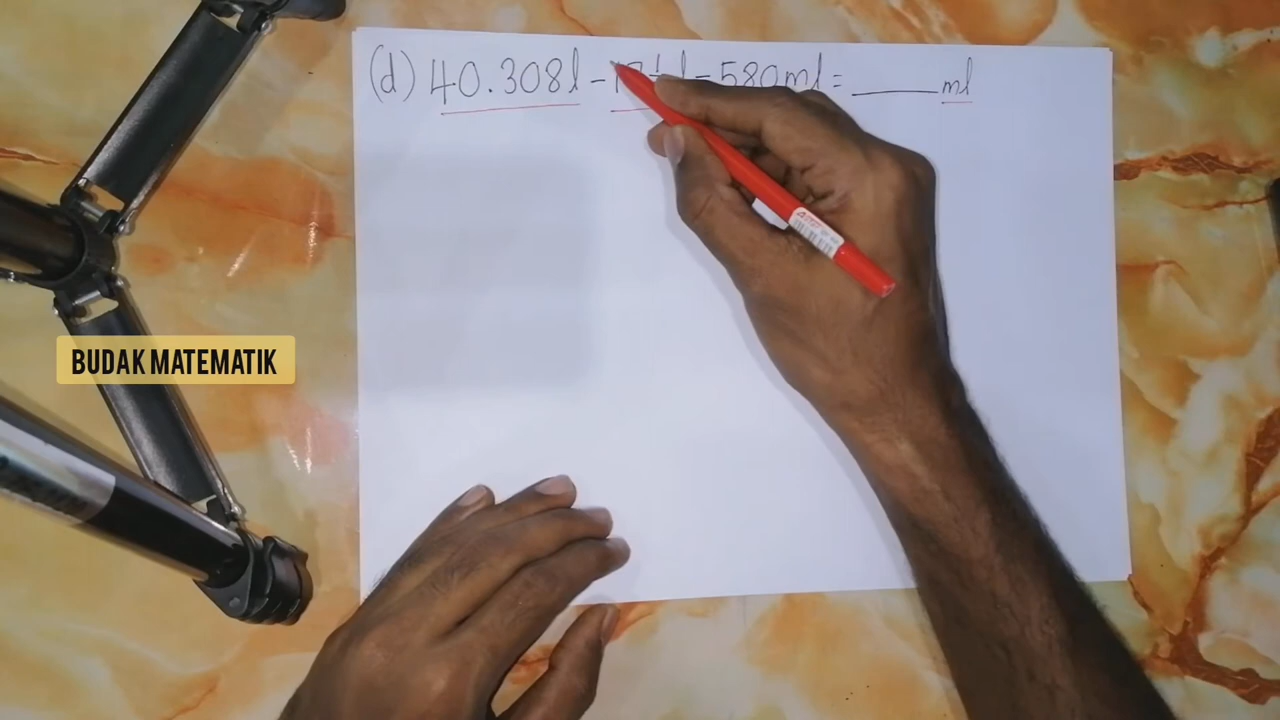 (d) 40.308l - l - 580ml = ____ ml
BUDAK MATEMATIK